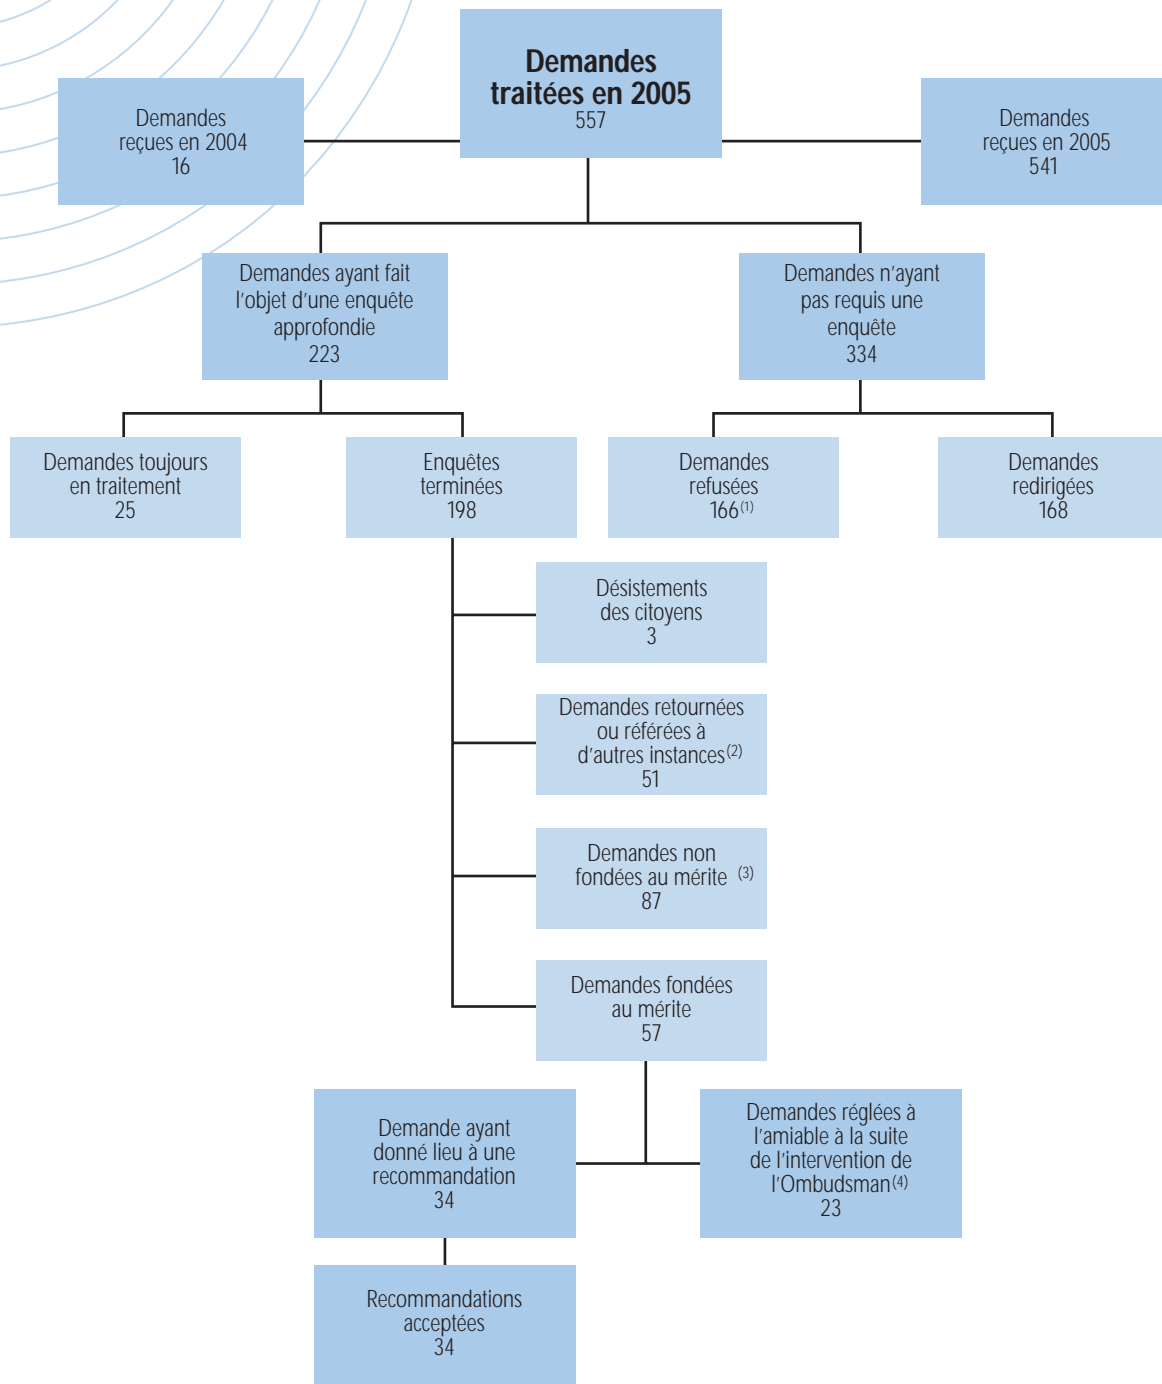 Demandes
traitées en 2005
557
Demandes
reçues en 2004
16
Demandes
reçues en 2005
541
Demandes ayant fait
l'objet d'une enquête
approfondie
223
Demandes n'ayant
pas requis une
enquête
334
Demandes toujours
en traitement
25
Enquêtes
terminées
198
Demandes
refusées
166(1)
Demandes
redirigées
168
Désistements
des citoyens
3
Demandes retournées
ou référées à
d'autres instances(2)
51
Demandes non
fondées au mérite (3)
87
Demandes fondées
au mérite
57
Demande ayant
donné lieu à une
recommandation
34
Demandes réglées à
l'amiable à la suite
de l'intervention de
l'Ombudsman(4)
23
Recommandations
acceptées
34